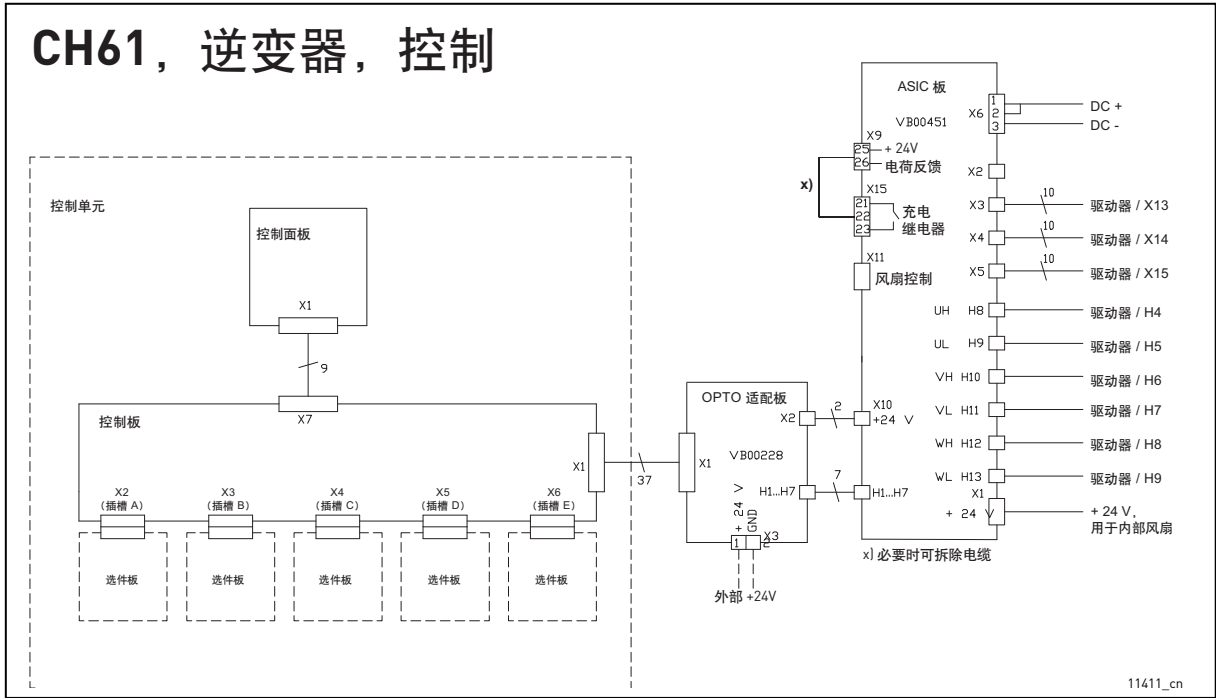 CH61，逆变器，控制
控制单元
控制面板
X1
9
X7
控制板
X1
37
X2
（插槽 A）
X3
（插槽 B）
X4
（插槽 C）
X5
（插槽 D）
X6
（插槽 E）
选件板
选件板
选件板
选件板
选件板
OPTO 适配板
X2
X1
VB00228
H1...H7
+ 24 V
GND
X3
1
2
外部 +24V
2
7
ASIC 板
VB00451
X6
1
2
3
DC +
DC -
X9
25
26
+ 24V
电荷反馈
x)
X15
21
22
23
充电
继电器
X11
风扇控制
X2
X3
10
驱动器 / X13
X4
10
驱动器 / X14
X5
10
驱动器 / X15
UH H8
驱动器 / H4
UL H9
驱动器 / H5
VH H10
驱动器 / H6
VL H11
驱动器 / H7
WH H12
驱动器 / H8
WL H13
驱动器 / H9
X10
+24 V
H1...H7
X1
+ 24 V
+ 24 V，
用于内部风扇
x) 必要时可拆除电缆
11411_cn